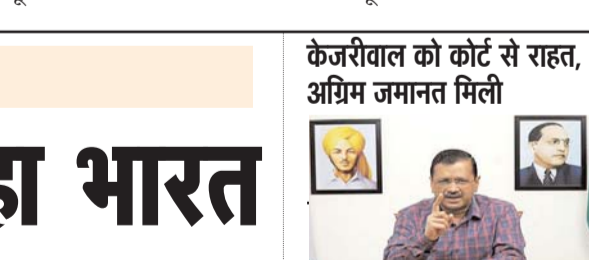 भारत
केजरीवाल को कोर्ट से राहत,
अग्रिम जमानत मिली